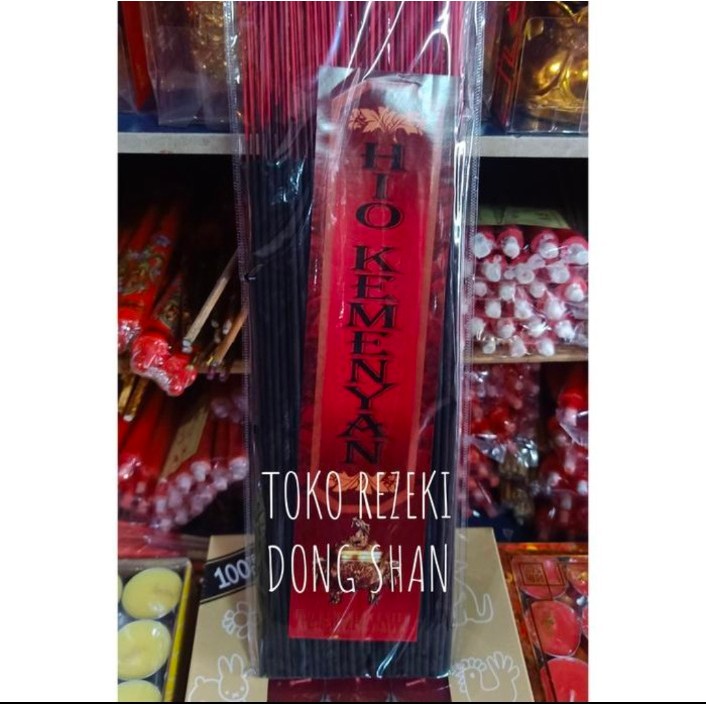 HIO KEMENYAN
TOKO REZEKI
DONG SHAN
100